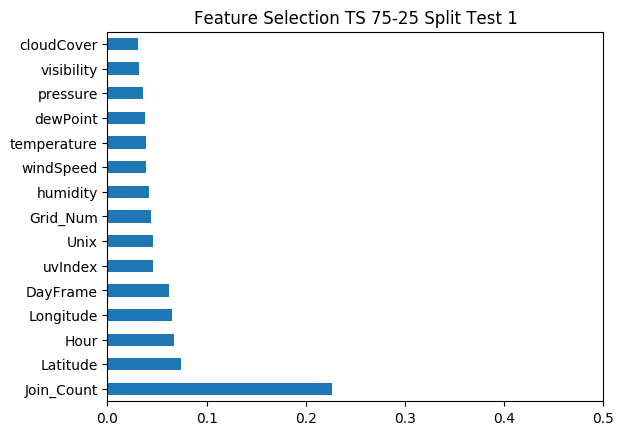 Feature Selection TS 75-25 Split Test 1
cloudCover
visibility
pressure
dewPoint
temperature
windSpeed
humidity
Grid_Num
Unix
uvIndex
DayFrame
Longitude
Hour
Latitude
Join_Count
0.0 0.1 0.2 0.3 0.4 0.5